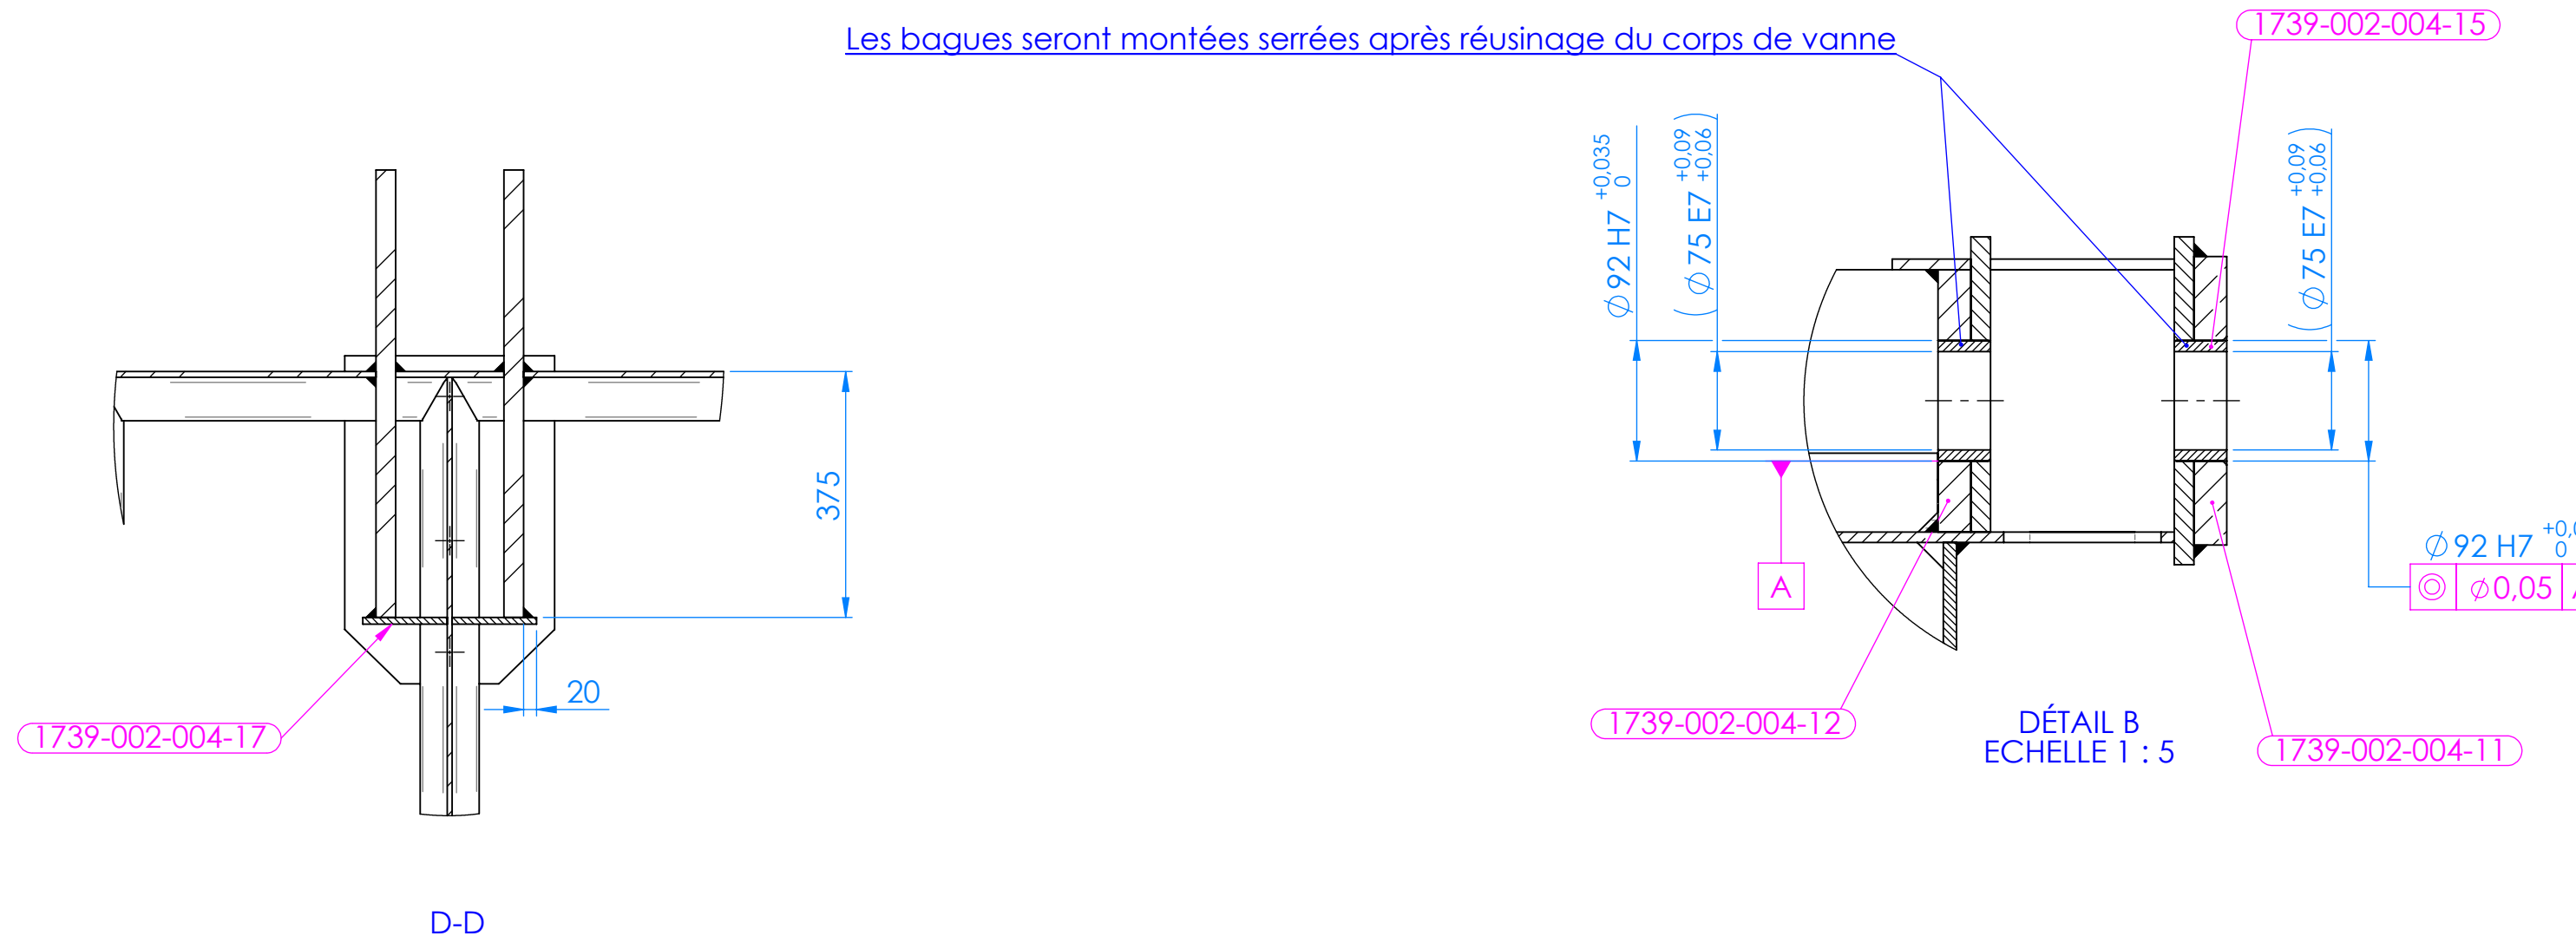 Les bagues seront montées serrées après réusinage du corps de vanne
1739-002-004-15
Ø92 H7 +0,035 0
(Ø75 E7 +0,09 +0,06)
(Ø75 E7 +0,09 +0,06)
375
20
1739-002-004-17
D-D
A
1739-002-004-12
DÉTAIL B
ECHELLE 1 : 5
1739-002-004-11
Ø92 H7 0
◎ Ø0,05